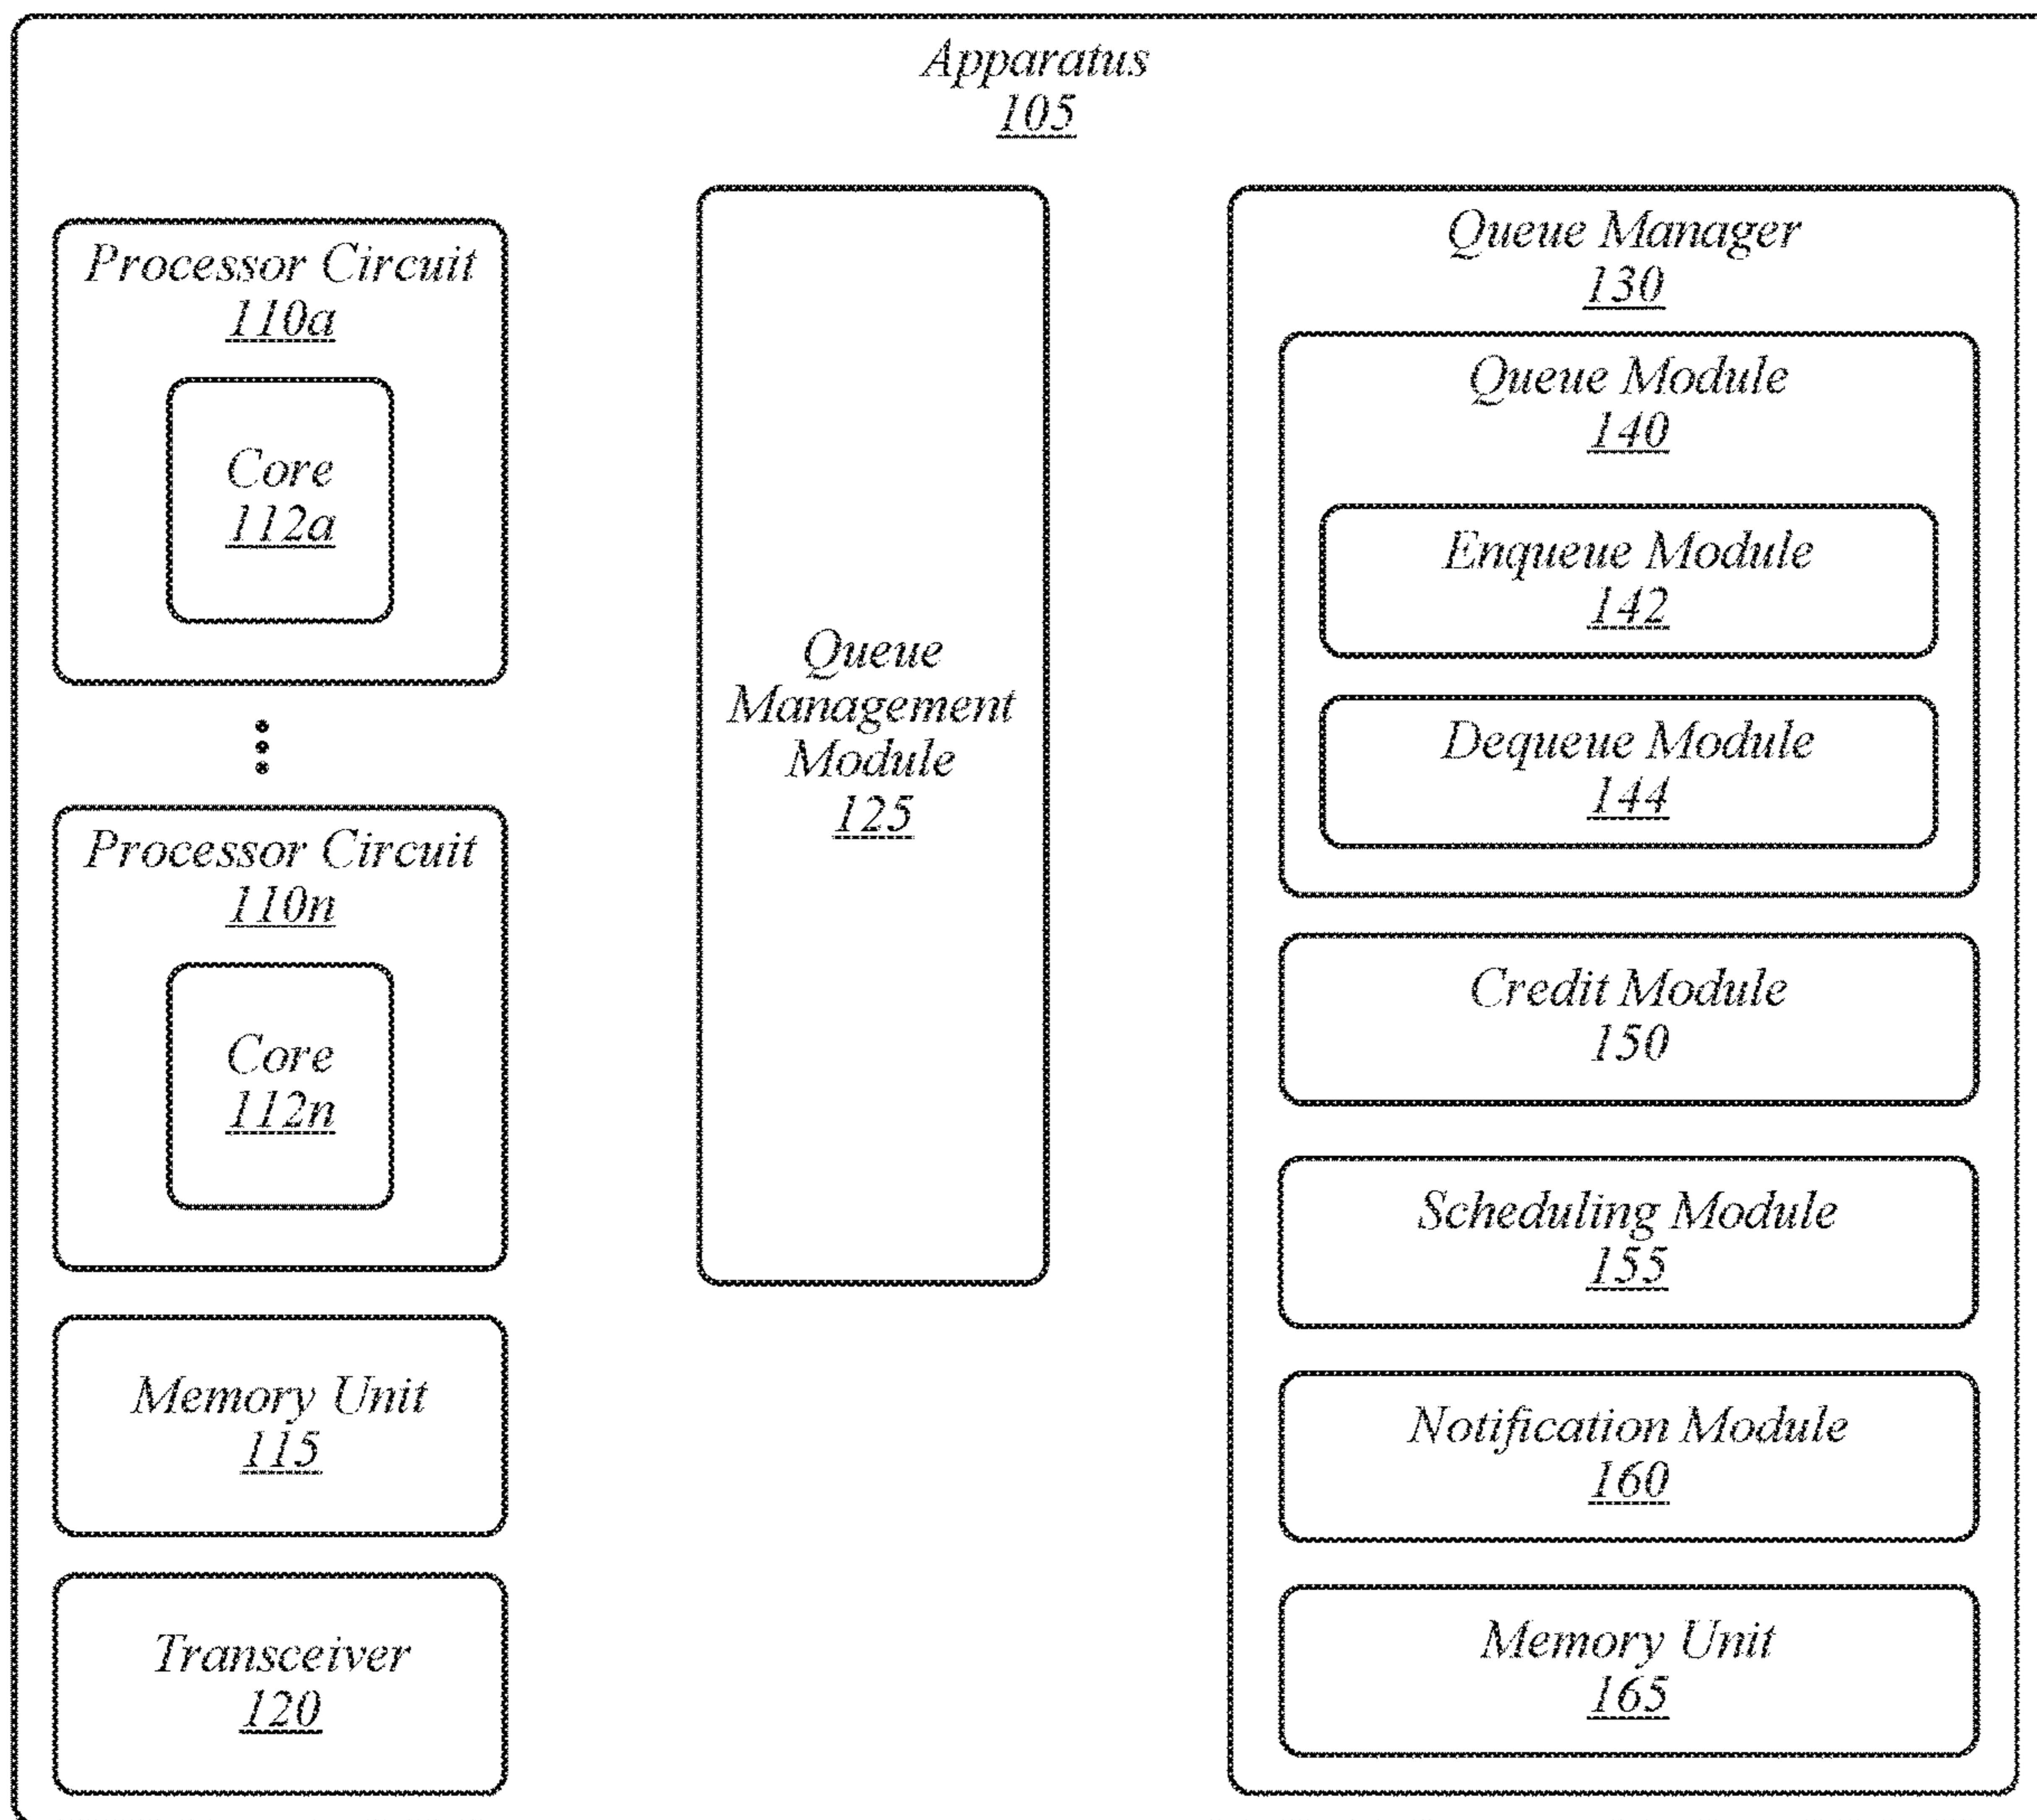 Apparatus
105
Processor Circuit
110a
Core
112a
Processor Circuit
110n
Core
112n
Memory Unit
115
Transceiver
120
Queue
Management
Module
125
Queue Manager
130
Queue Module
140
Enqueue Module
142
Dequeue Module
144
Credit Module
150
Scheduling Module
155
Notification Module
160
Memory Unit
165